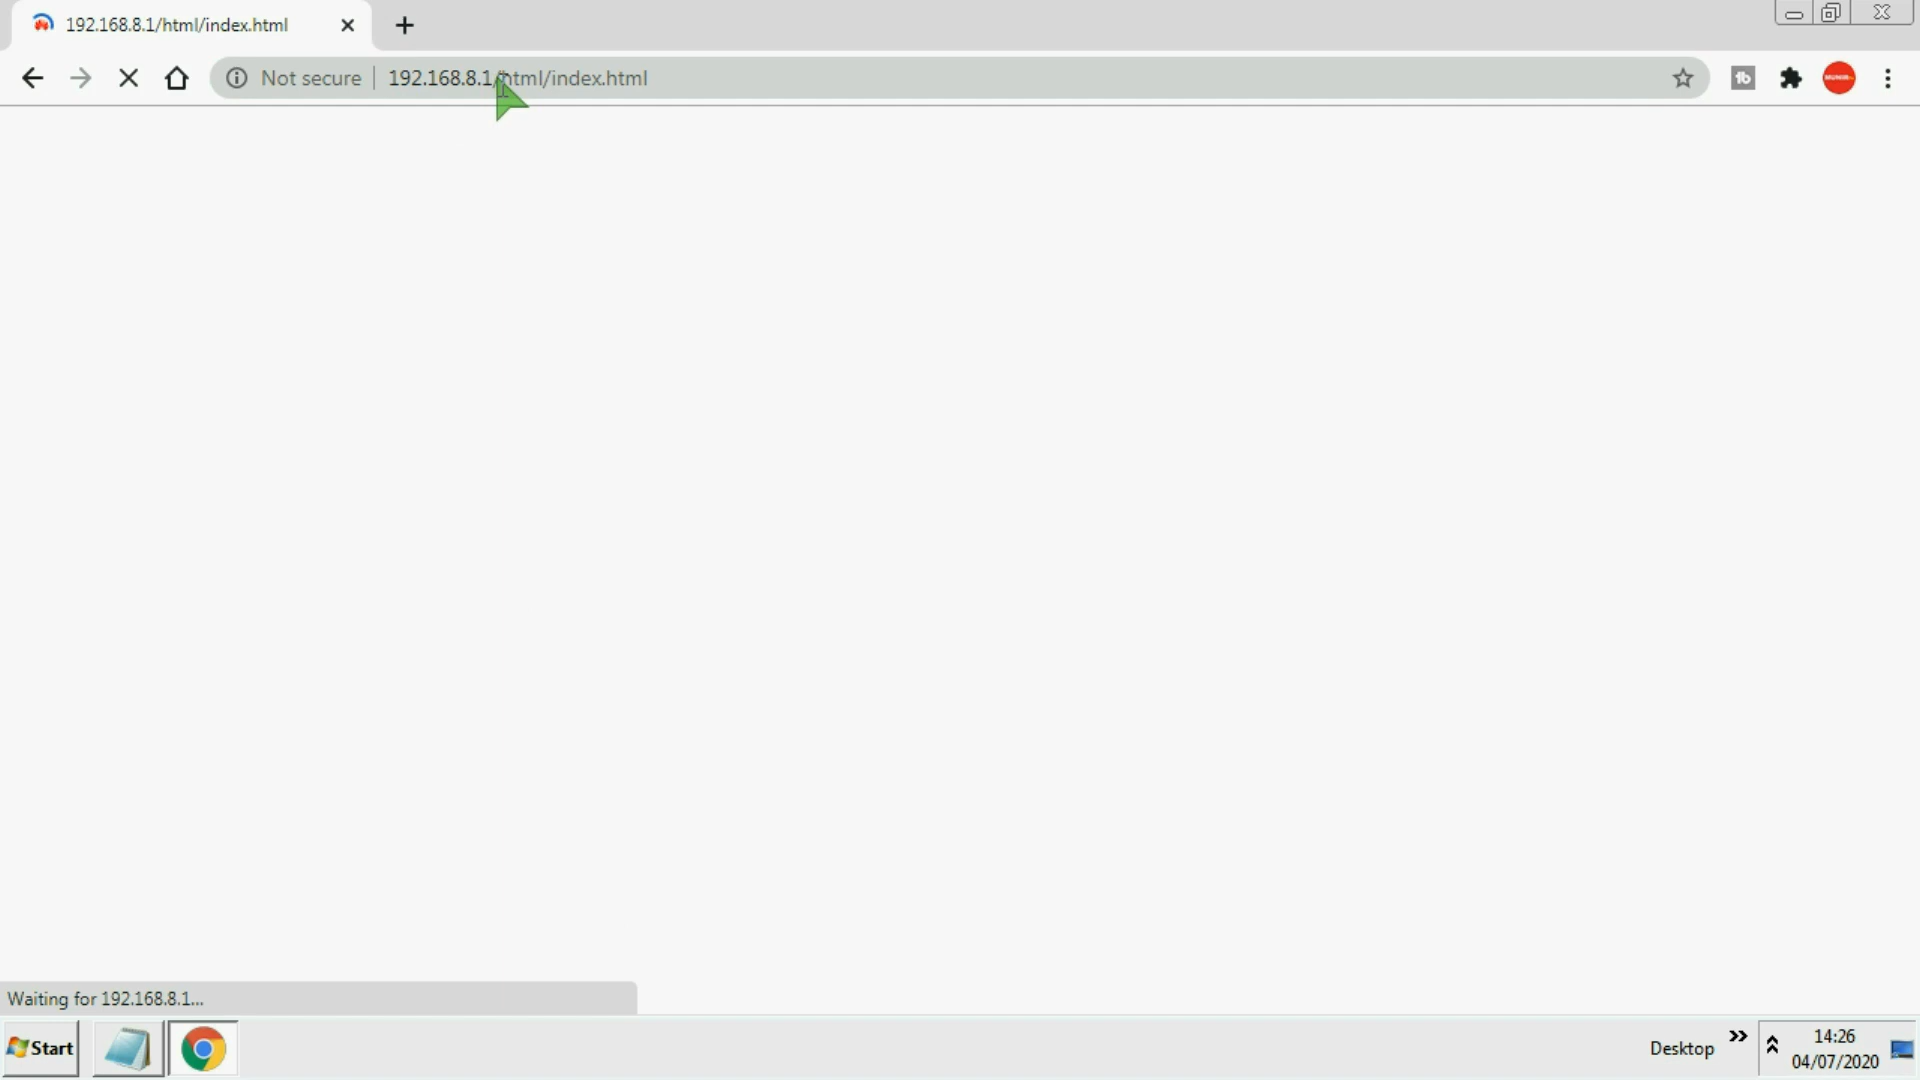 192.168.8.1/html/index.html
Not secure
192.168.8.1/html/index.html
Waiting for 192.168.8.1...
Start
Desktop
14:26
04/07/2020